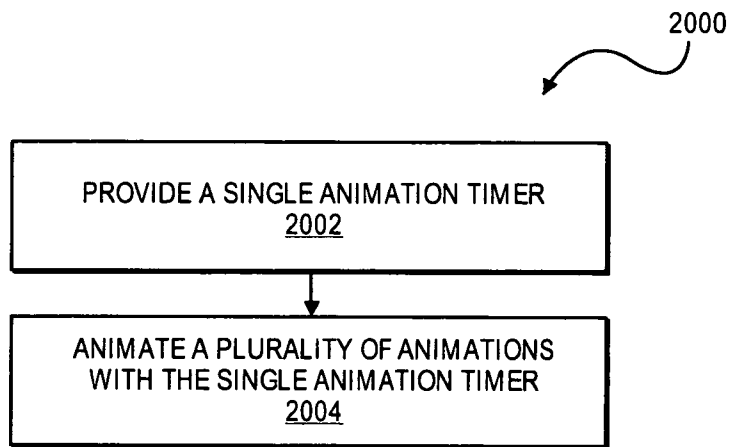 2000
PROVIDE A SINGLE ANIMATION TIMER
2002
ANIMATE A PLURALITY OF ANIMATIONS
WITH THE SINGLE ANIMATION TIMER
2004